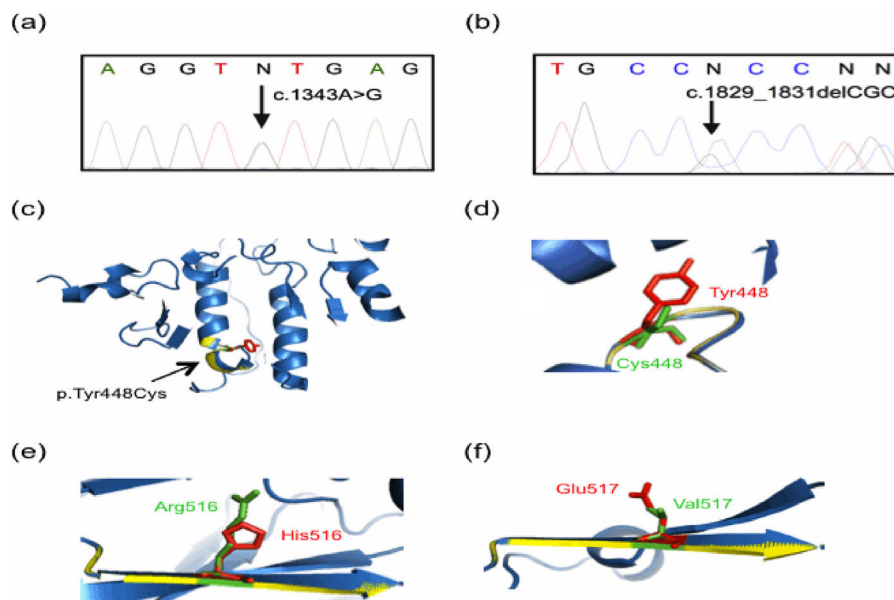 (a)
A G G T N T G A G
c.1343A>G
(b)
T G C C N C C N N
c.1829_1831delCGC
(c)
p.Tyr448Cys
(d)
Tyr448
Cys448
(e)
Arg516
His516
(f)
Glu517
Val517